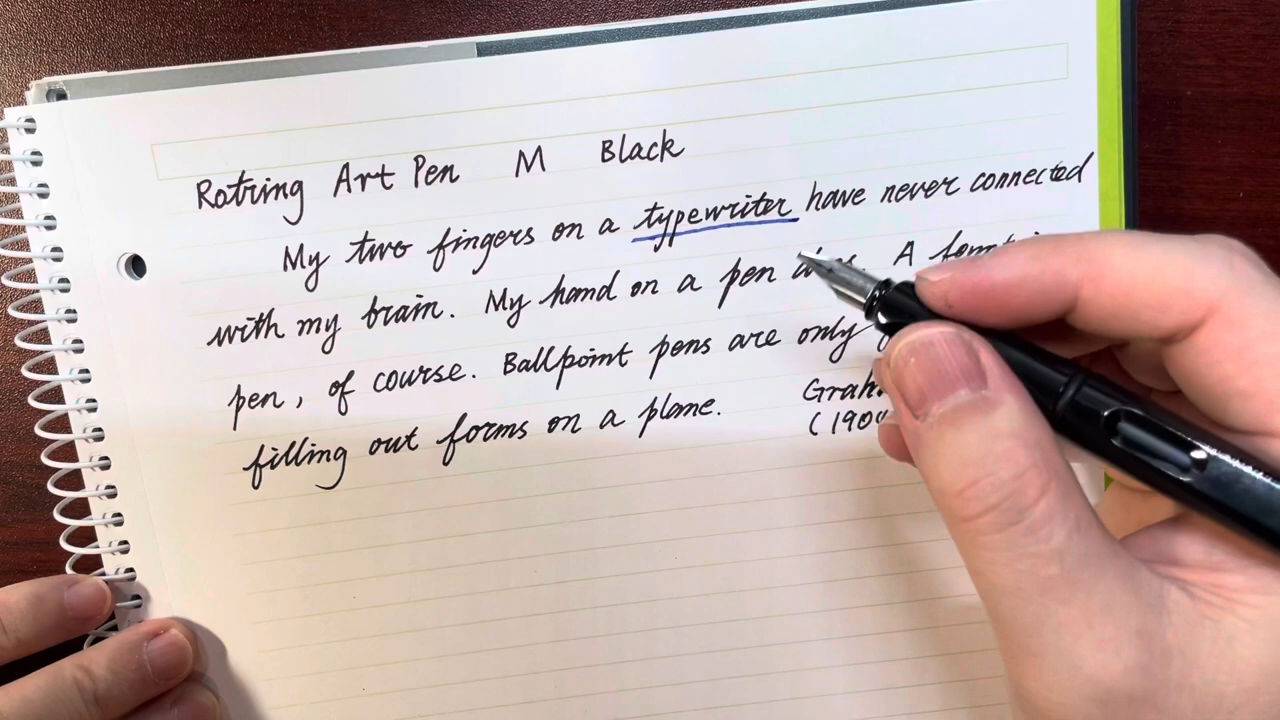 Rotring Art Pen M Black
My two fingers on a typewriter have never connected
with my brain. My hand on a pen does. A
pen, of course. Ballpoint pens are only
filling out forms on a plane.